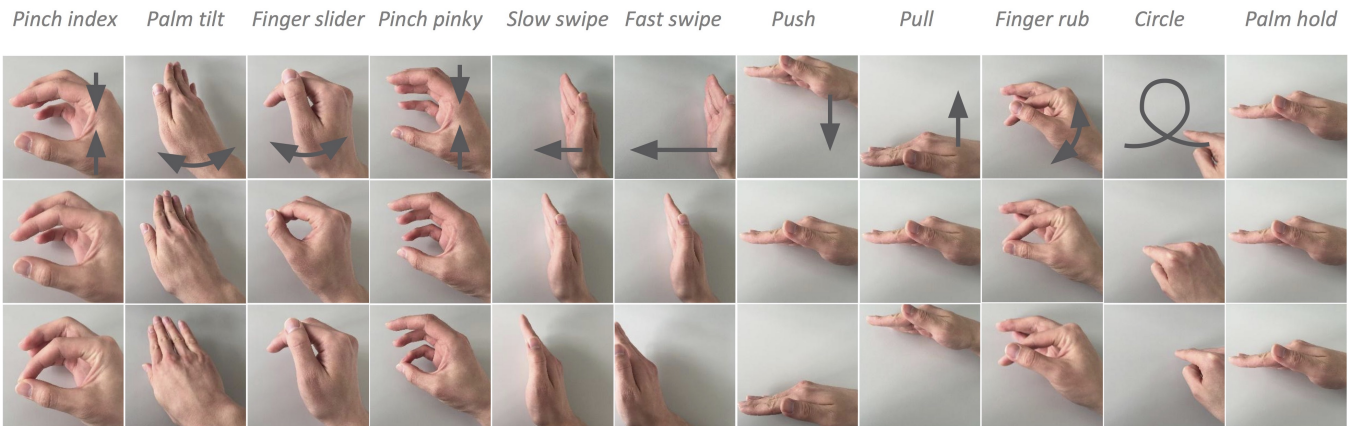 Pinch index Palm tilt Finger slider Pinch pinky Slow swipe Fast swipe Push Pull Finger rub Circle Palm hold